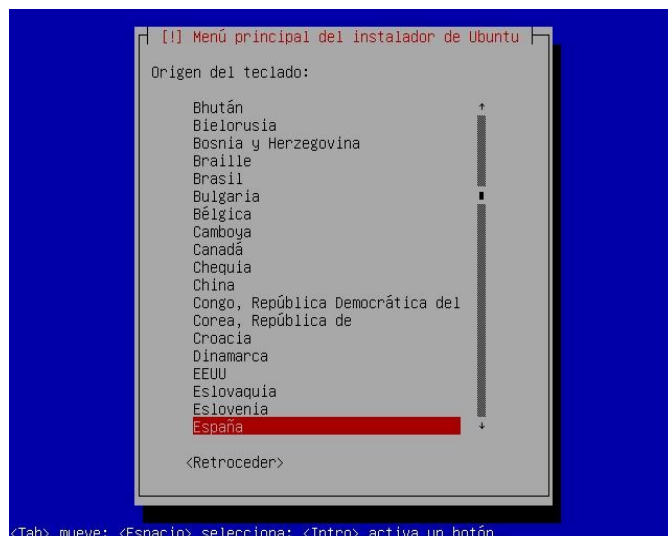 [!] Menú principal del instalador de Ubuntu
Origen del teclado:
Bhután
Bielorusia
Bosnia y Herzegovina
Braille
Brasil
Bulgaria
Bélgica
Camboya
Canadá
Chequia
China
Congo, República Democrática del
Corea, República de
Croacia
Dinamarca
EEUU
Eslovaquia
Eslovenia
España
<Retroceder>
<Tab> mueve; <Espacio> selecciona; <Intro> activa un botón